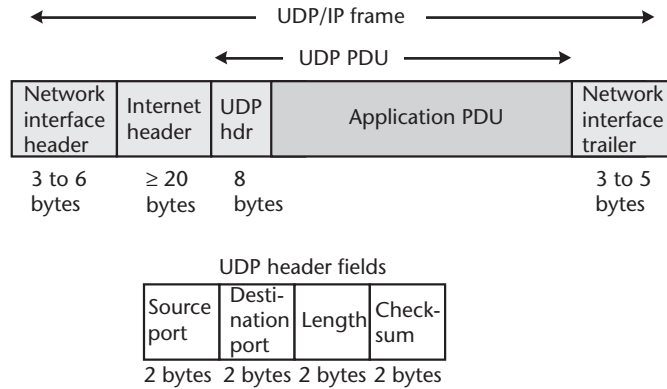 UDP/IP frame
UDP PDU
Network interface header
Internet header
UDP hdr
Application PDU
Network interface trailer
3 to 6 bytes
≥ 20 bytes
8 bytes
3 to 5 bytes
UDP header fields
Source port
Desti-nation port
Length
Check-sum
2 bytes 2 bytes 2 bytes 2 bytes